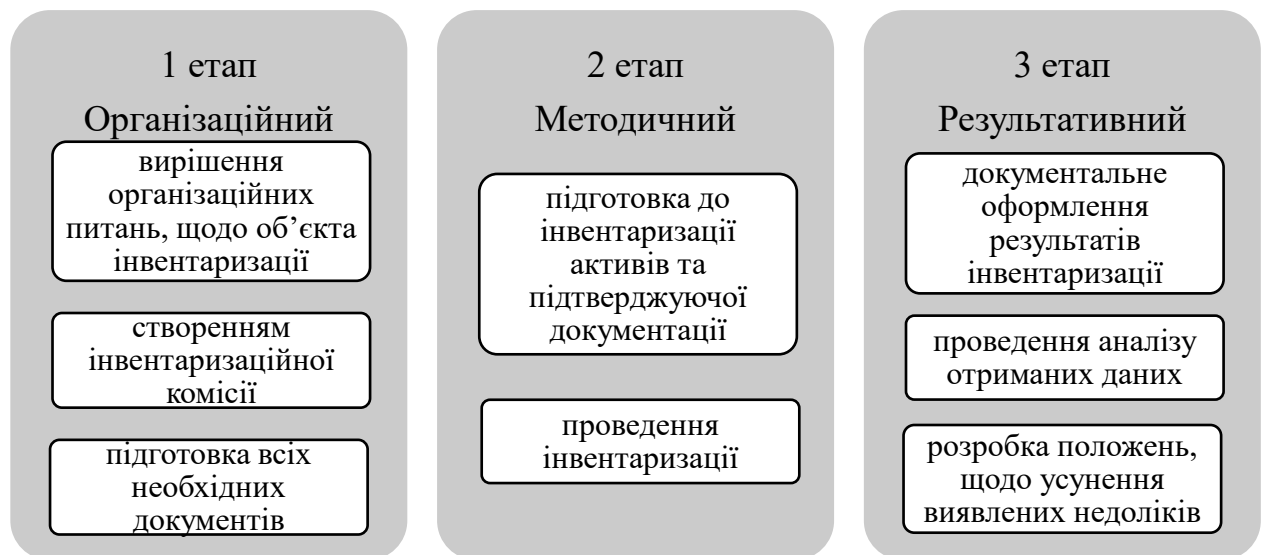 1 етап
Організаційний
вирішення
організаційних
питань, щодо об’єкта
інвентаризації
створенням
інвентаризаційної
комісії
підготовка всіх
необхідних
документів
2 етап
Методичний
підготовка до
інвентаризації
активів та
підтверджуючої
документації
проведення
інвентаризації
3 етап
Результативний
документальне
оформлення
результатів
інвентаризації
проведення аналізу
отриманих даних
розробка положень,
щодо усунення
виявлених недоліків